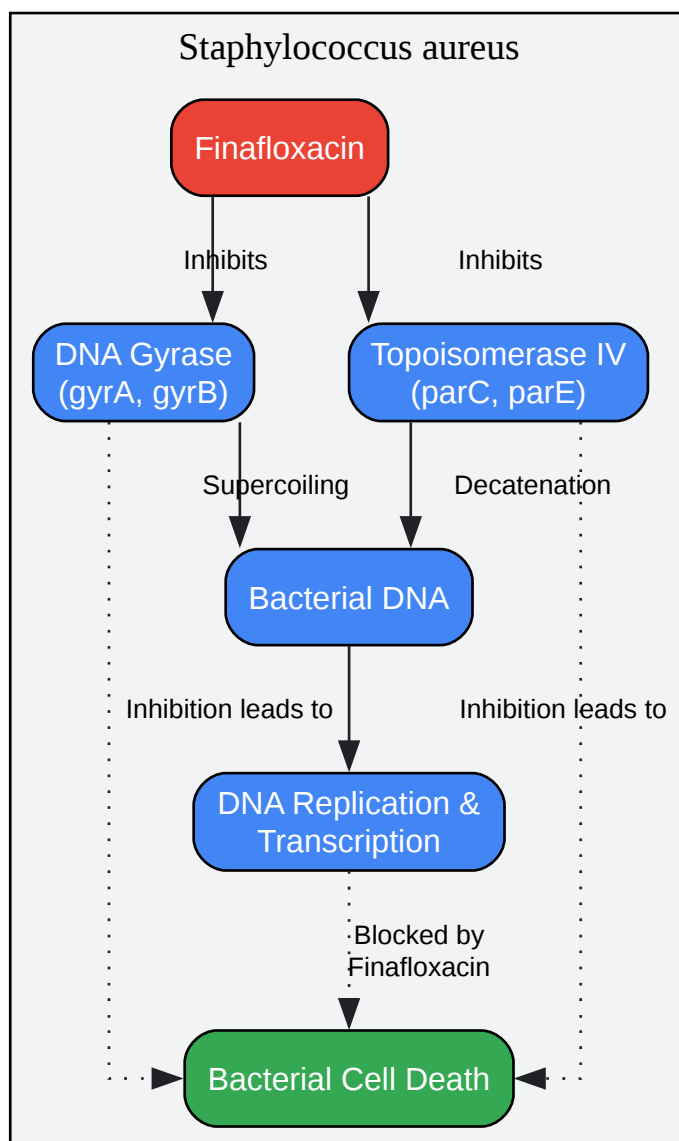 Staphylococcus aureus
Finafloxacin
Inhibits
Inhibits
DNA Gyrase
(gyrA, gyrB)
Topoisomerase IV
(parC, parE)
Supercoiling
Decatenation
Bacterial DNA
Inhibition leads to
Inhibition leads to
DNA Replication &
Transcription
Blocked by
Finafloxacin
Bacterial Cell Death